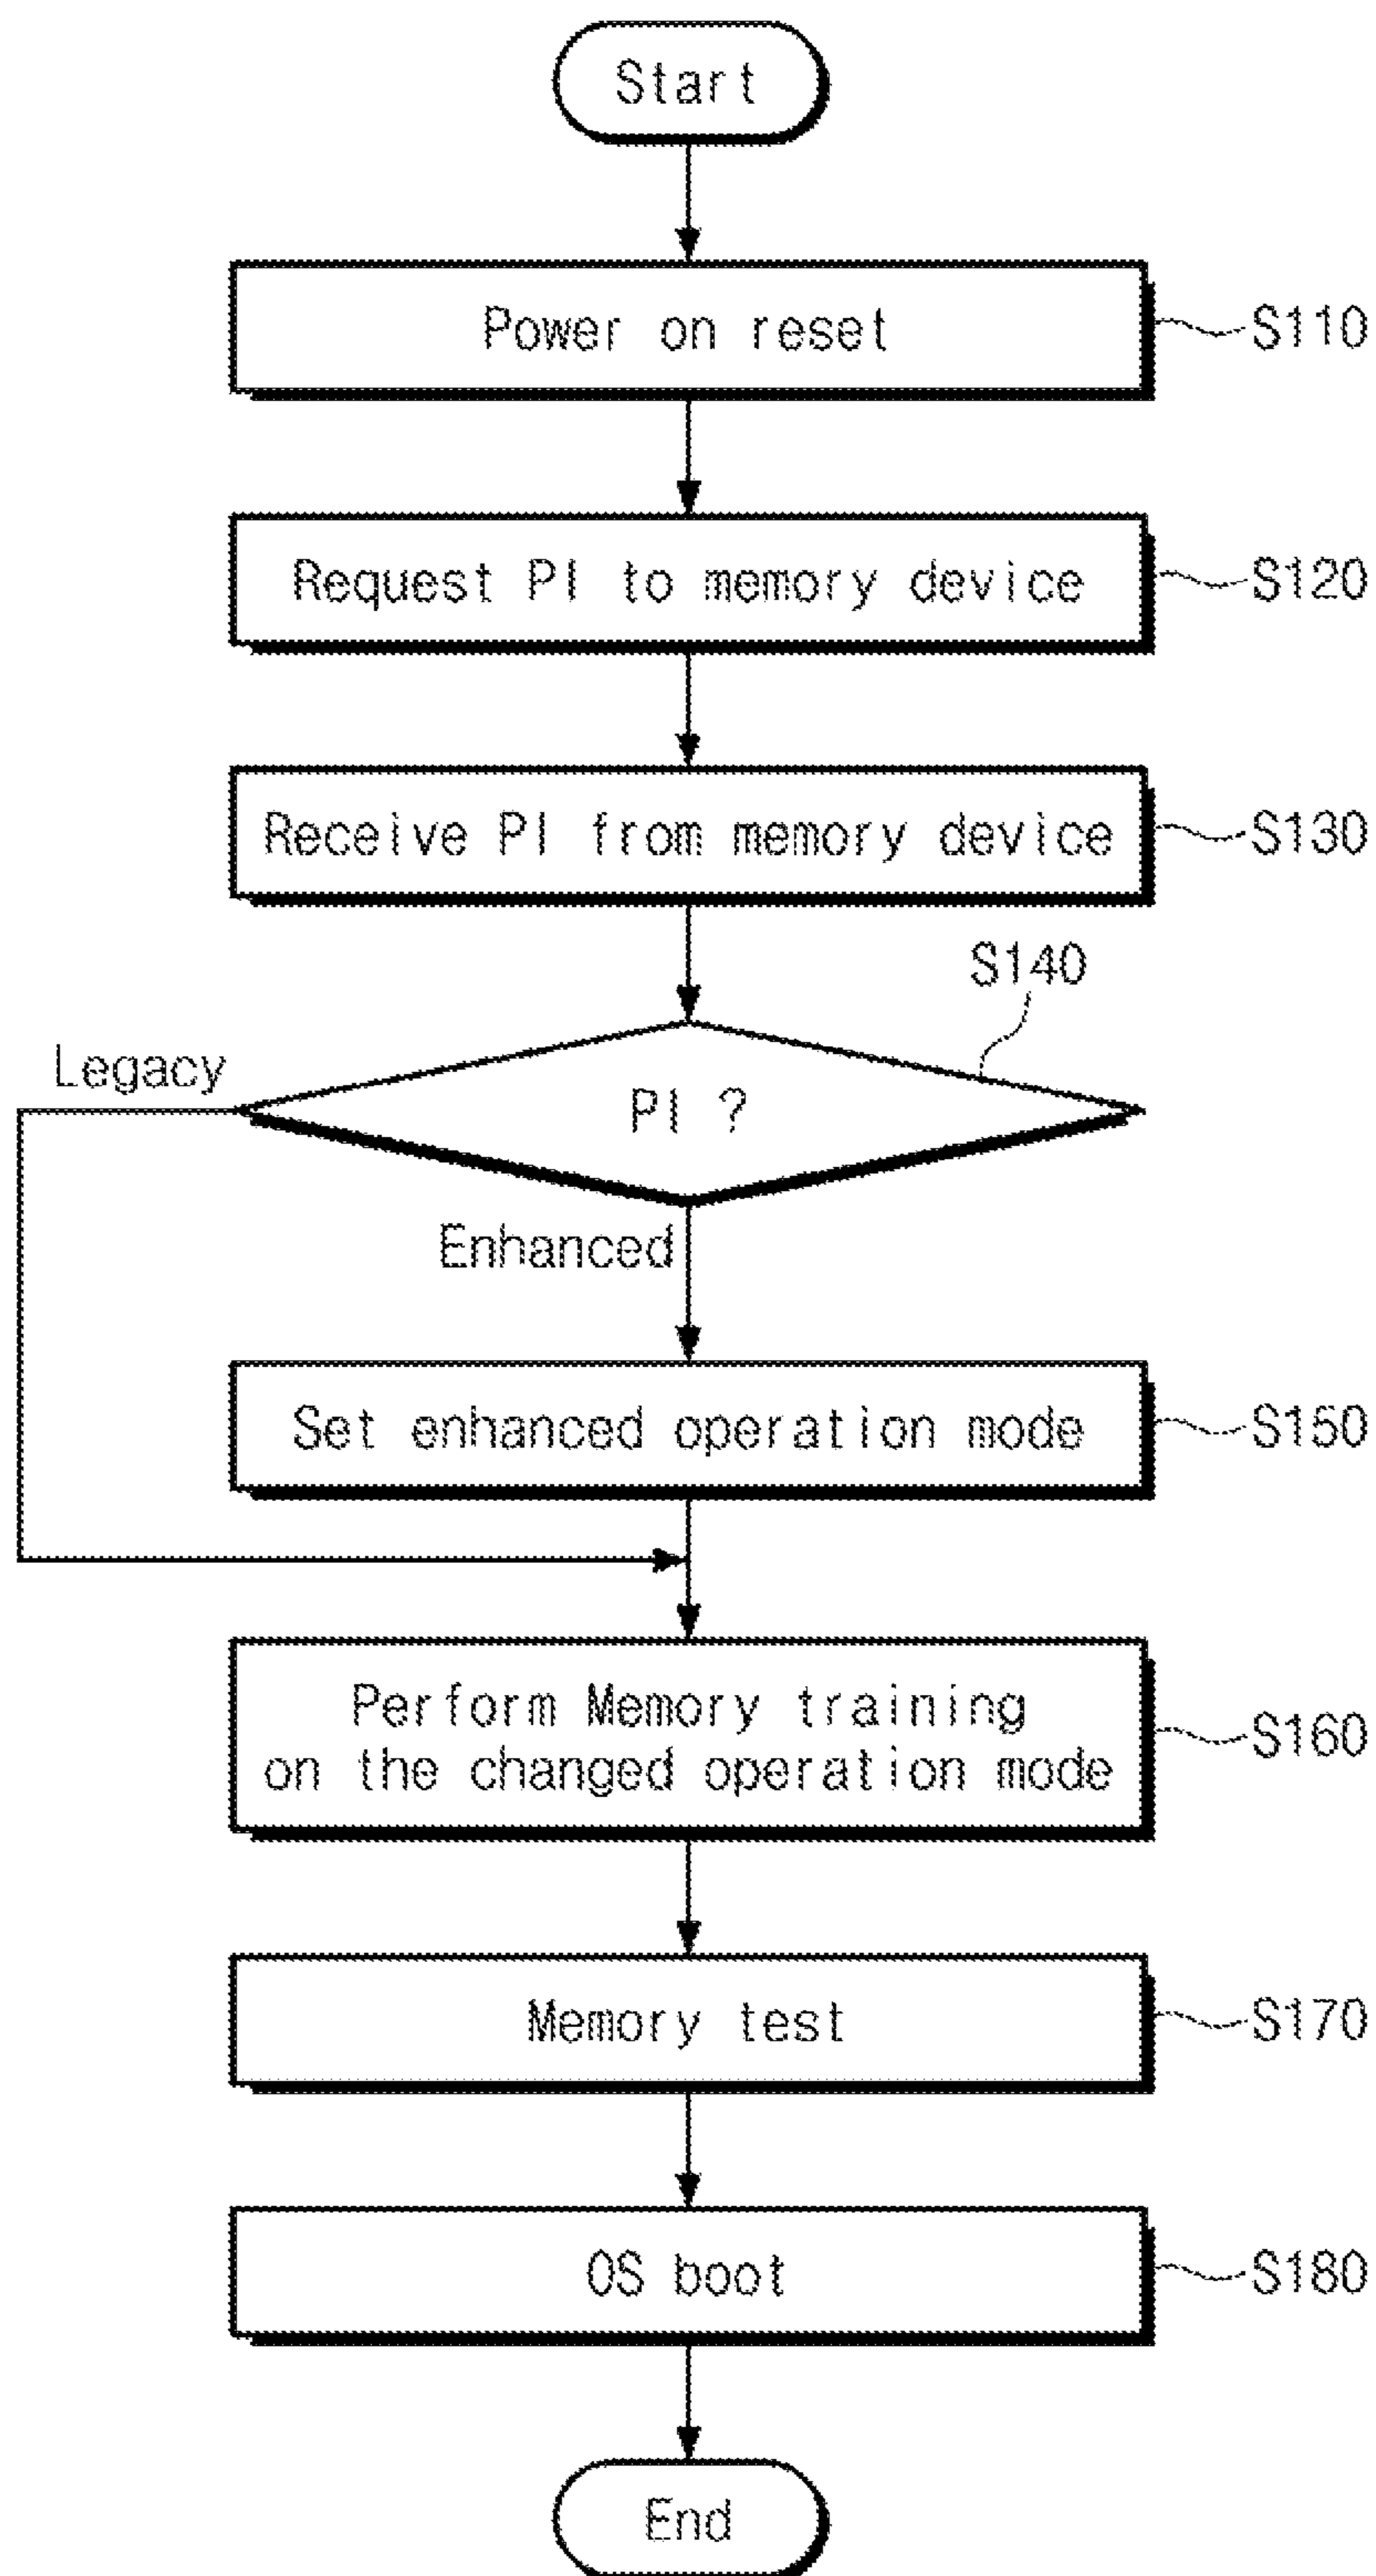 Start
Power on reset
S110
Request PI to memory device
S120
Receive PI from memory device
S130
S140
Legacy
PI ?
Enhanced
Set enhanced operation mode
S150
Perform Memory training
on the changed operation mode
S160
Memory test
S170
OS boot
S180
End